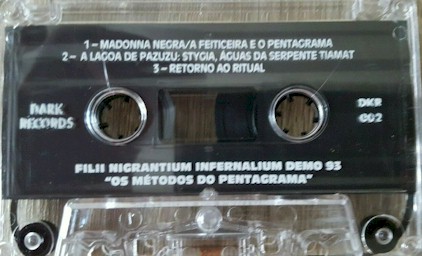 1 – MADONNA NEGRA/A FEITICEIRA E O PENTAGRAMA
2 – A LAGOA DE PAZUZU: STYGIA, ÁGUAS DA SERPENTE TIAMAT
3 – RETORNO AO RITUAL
DARK
RECORDS
DKR
002
FILII NIGRANTIUM INFERNALIUM DEMO 93
"OS MÉTODOS DO PENTAGRAMA"